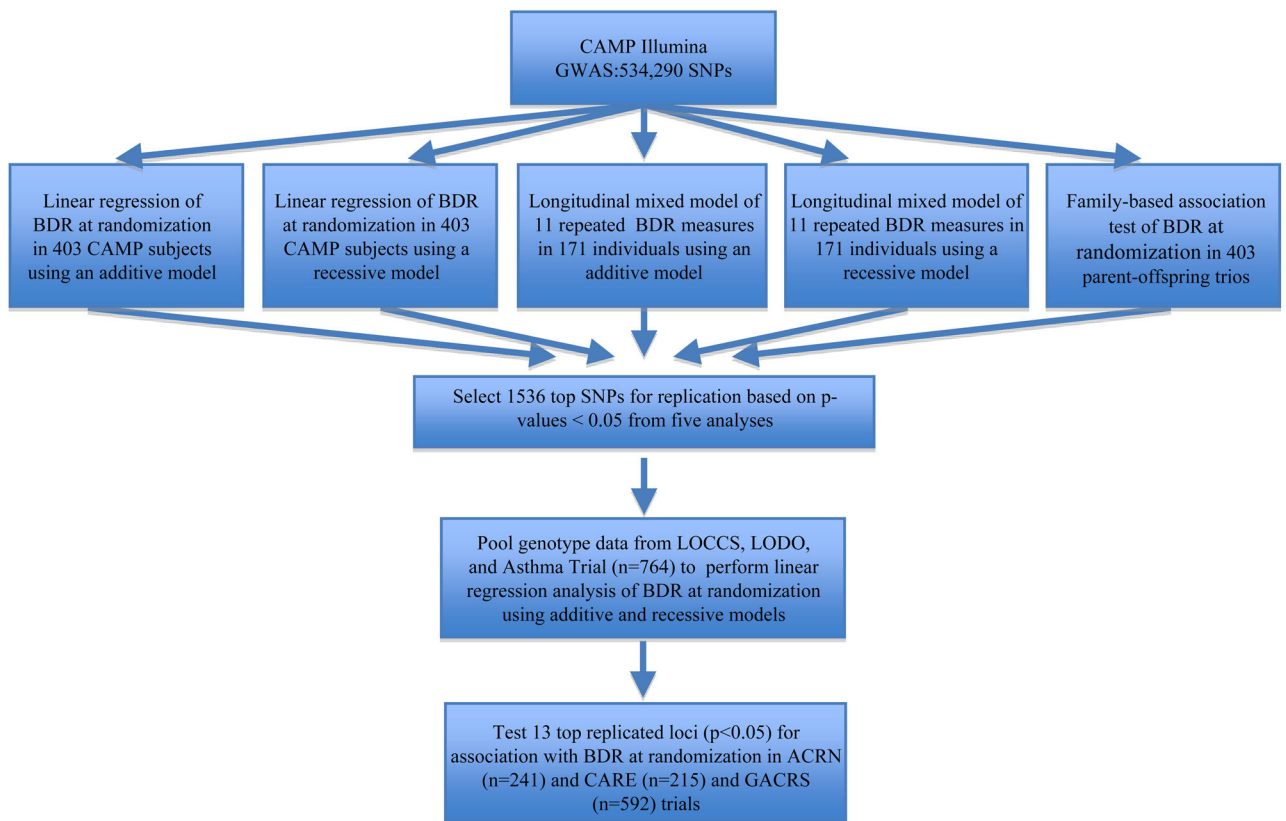 CAMP Illumina
GWAS:534,290 SNPs
Linear regression of
BDR at randomization
in 403 CAMP subjects
using an additive model
Linear regression of BDR
at randomization in 403
CAMP subjects using a
recessive model
Longitudinal mixed model of
11 repeated BDR measures
in 171 individuals using an
additive model
Longitudinal mixed model of
11 repeated BDR measures in
171 individuals using a
recessive model
Family-based association
test of BDR at
randomization in 403
parent-offspring trios
Select 1536 top SNPs for replication based on p-
values < 0.05 from five analyses
Pool genotype data from LOCCS, LODO,
and Asthma Trial (n=764) to perform linear
regression analysis of BDR at randomization
using additive and recessive models
Test 13 top replicated loci (p<0.05) for
association with BDR at randomization in ACRN
(n=241) and CARE (n=215) and GACRS
(n=592) trials